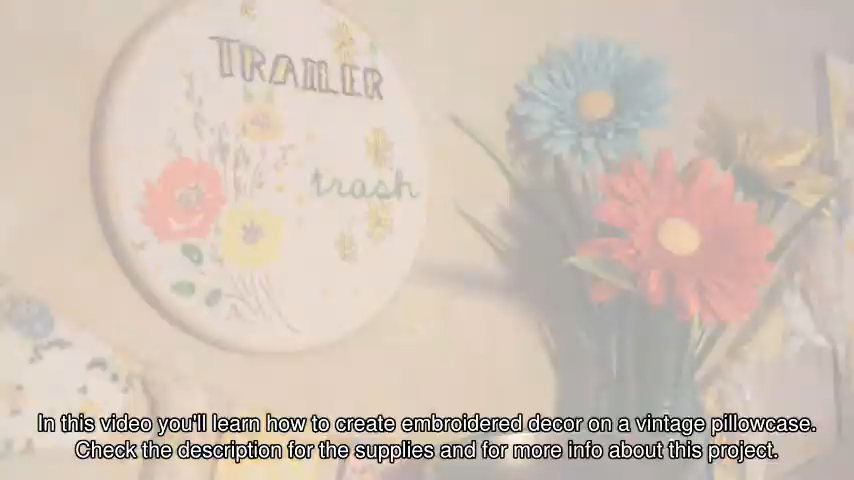 TRAILER
trash
In this video you'll learn how to create embroidered decor on a vintage pillowcase.
Check the description for the supplies and for more info about this project.